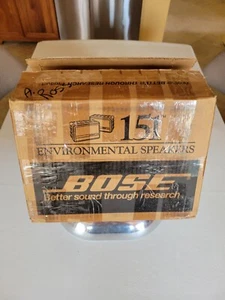 151
ENVIRONMENTAL SPEAKERS
BOSE
Better sound through research